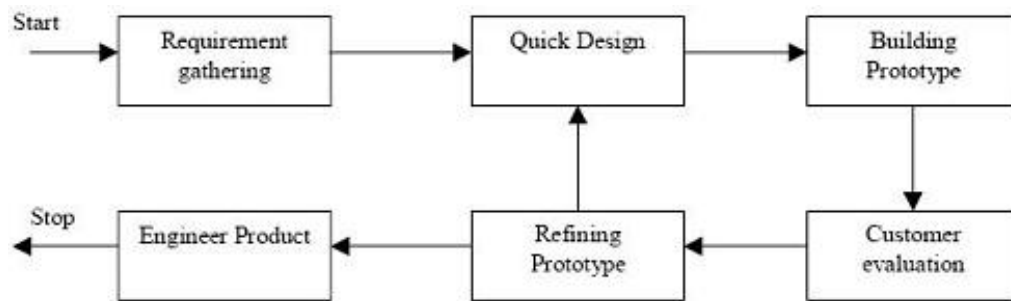 Start
Requirement
gathering
Quick Design
Building
Prototype
Stop
Engineer Product
Refining
Prototype
Customer
evaluation